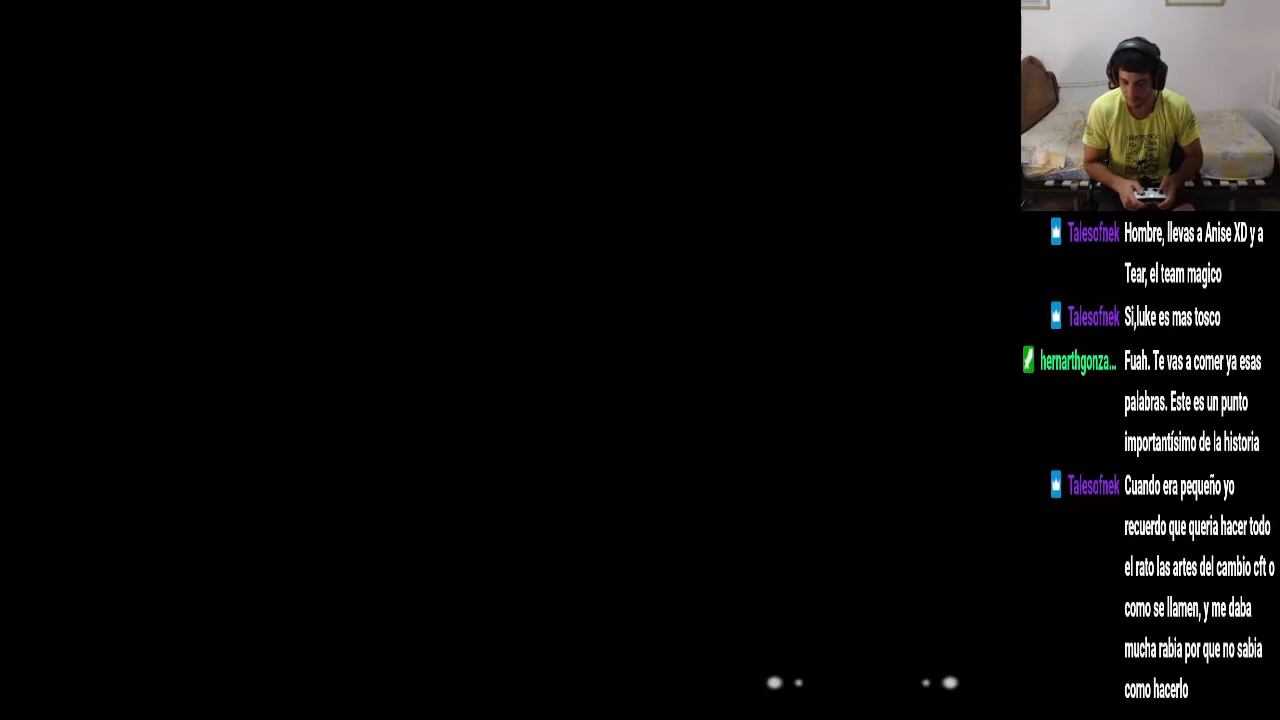 Talesofnek Hombre, llevas a Anise XD y a
Tear, el team magico
Talesofnek Si,luke es mas tosco
hernarthgonza... Fuah. Te vas a comer ya esas
palabras. Este es un punto
importantísimo de la historia
Talesofnek Cuando era pequeño yo
recuerdo que queria hacer todo
el rato las artes del cambio cft o
como se llamen, y me daba
mucha rabia por que no sabia
como hacerlo